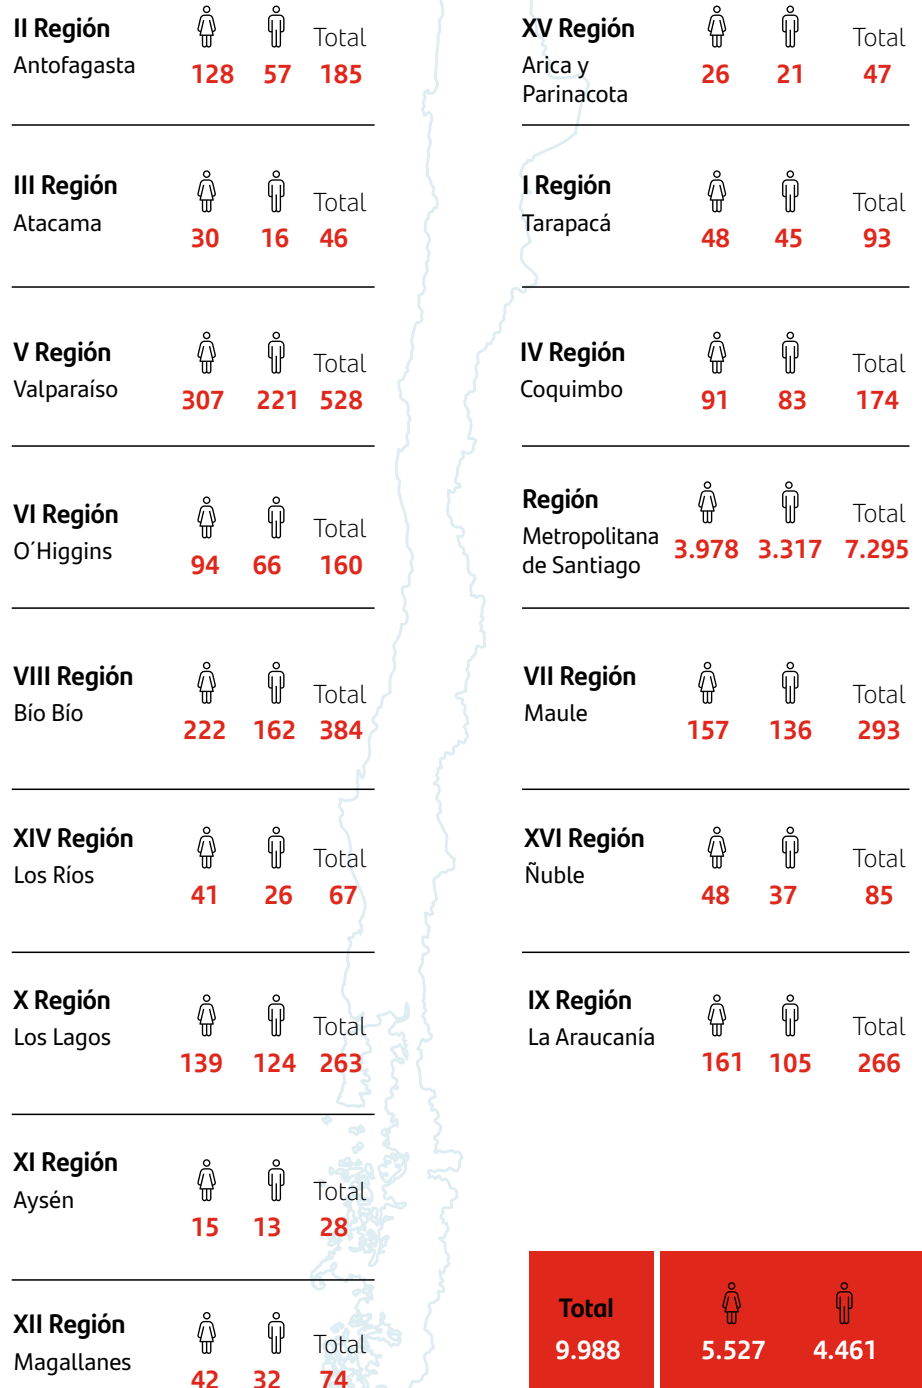 II Región
Antofagasta
Total
128 57 185
III Región
Atacama
Total
30 16 46
V Región
Valparaíso
Total
307 221 528
VI Región
O´Higgins
Total
94 66 160
VIII Región
Bío Bío
Total
222 162 384
XIV Región
Los Ríos
Total
41 26 67
X Región
Los Lagos
Total
139 124 263
XI Región
Aysén
Total
15 13 28
XII Región
Magallanes
Total
42 32 74
XV Región
Arica y
Parinacota
Total
26 21 47
I Región
Tarapacá
Total
48 45 93
IV Región
Coquimbo
Total
91 83 174
Región
Metropolitana
de Santiago
Total
3.978 3.317 7.295
VII Región
Maule
Total
157 136 293
XVI Región
Ñuble
Total
48 37 85
IX Región
La Araucanía
Total
161 105 266
Total
9.988 5.527 4.461